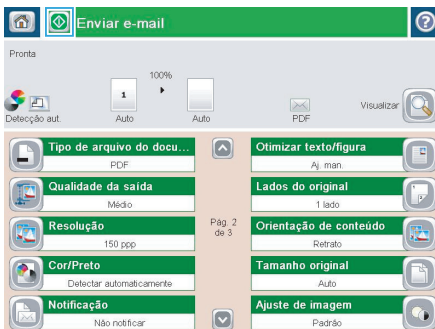 Enviar e-mail
?
Pronta
100%
1
Detecção aut.
Auto
Auto
PDF
Visualizar
Tipo de arquivo do docu...
PDF
Otimizar texto/figura
Aj. man.
Qualidade da saída
Médio
Lados do original
1 lado
Resolução
150 ppp
Pág. 2
de 3
Orientação de conteúdo
Retrato
Cor/Preto
Detectar automaticamente
Tamanho original
Auto
Notificação
Não notificar
Ajuste de imagem
Padrão